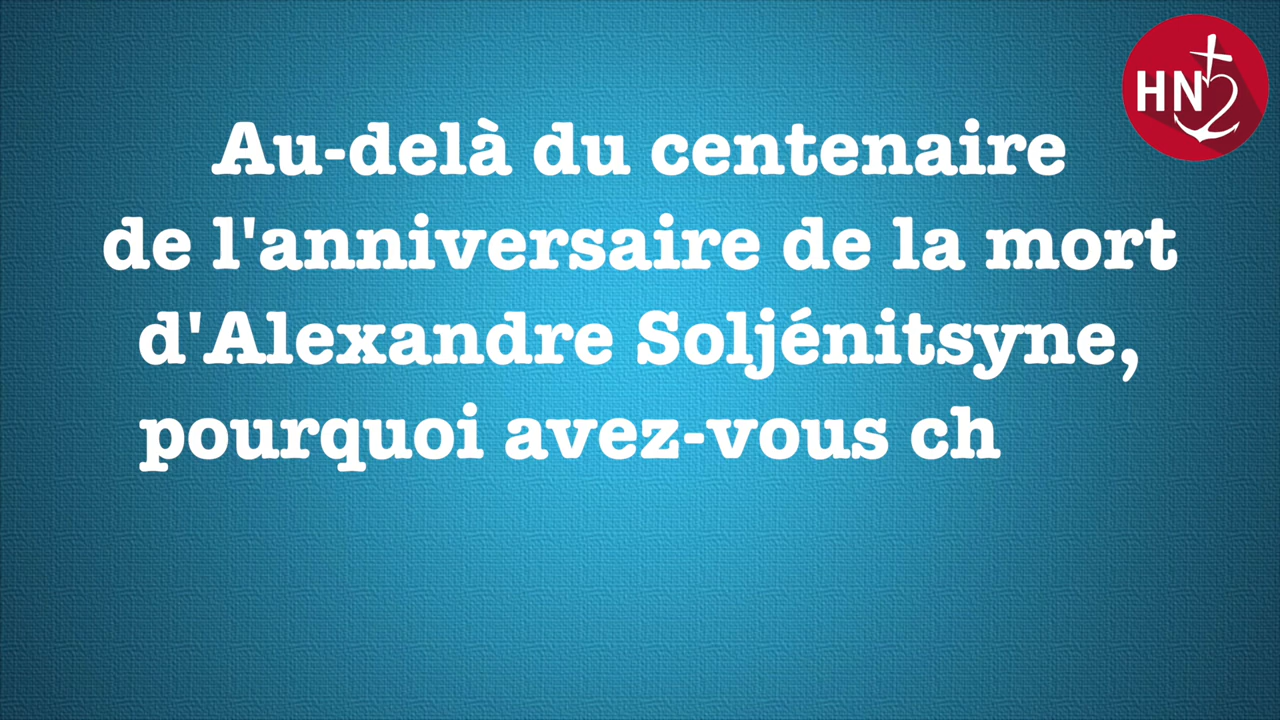 HN
Au-delà du centenaire
de l'anniversaire de la mort
d'Alexandre Soljénitsyne,
pourquoi avez-vous ch